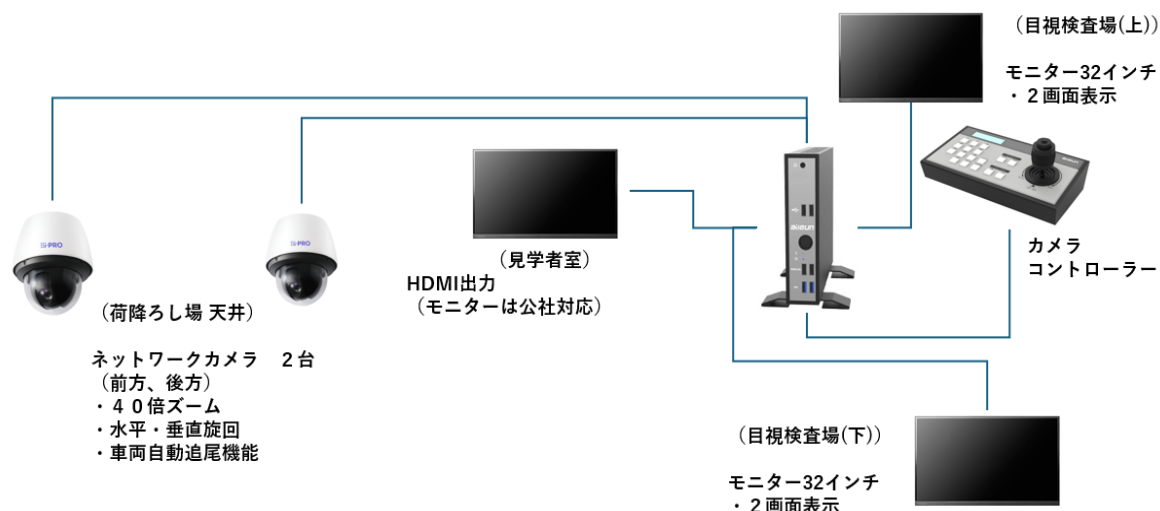 （目視検査場(上)）
モニター32インチ
・２画面表示
i-PRO
i-PRO
（見学者室）
HDMI出力
（モニターは公社対応）
カメラ
コントローラー
（荷降ろし場 天井）
ネットワークカメラ　２台
（前方、後方）
・４０倍ズーム
・水平・垂直旋回
・車両自動追尾機能
（目視検査場(下)）
モニター32インチ
・２画面表示